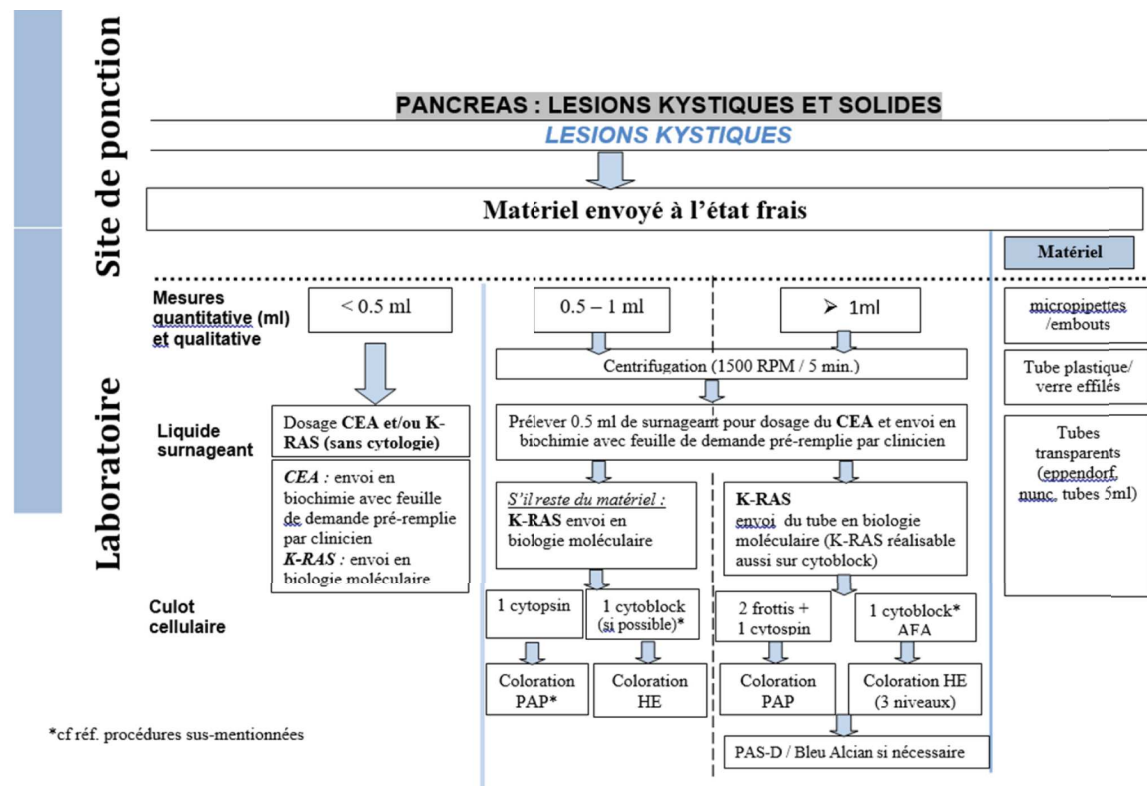 Site de ponction
Laboratoire
PANCREAS : LESIONS KYSTIQUES ET SOLIDES
LESIONS KYSTIQUES
Matériel envoyé à l'état frais
Matériel
Mesures
quantitative (ml)
et qualitative
< 0.5 ml
0.5 – 1 ml
➢ 1ml
micropipettes
/embouts
Centrifugation (1500 RPM / 5 min.)
Tube plastique/
verre effilés
Liquide
surnageant
Dosage CEA et/ou K-
RAS (sans cytologie)
CEA : envoi en
biochimie avec feuille
de demande pré-remplie
par clinicien
K-RAS : envoi en
biologie moléculaire
Prélever 0.5 ml de surnageant pour dosage du CEA et envoi en
biochimie avec feuille de demande pré-remplie par clinicien
Tubes
transparents
(eppendorf,
nunc, tubes 5ml)
S'il reste du matériel :
K-RAS envoi en
biologie moléculaire
K-RAS
envoi du tube en biologie
moléculaire (K-RAS réalisable
aussi sur cytoblock)
Culot
cellulaire
1 cytopsin
1 cytoblock
(si possible)*
2 frottis +
1 cytospin
1 cytoblock*
AFA
Coloration
PAP*
Coloration
HE
Coloration
PAP
Coloration HE
(3 niveaux)
*cf réf. procédures sus-mentionnées
PAS-D / Bleu Alcian si nécessaire